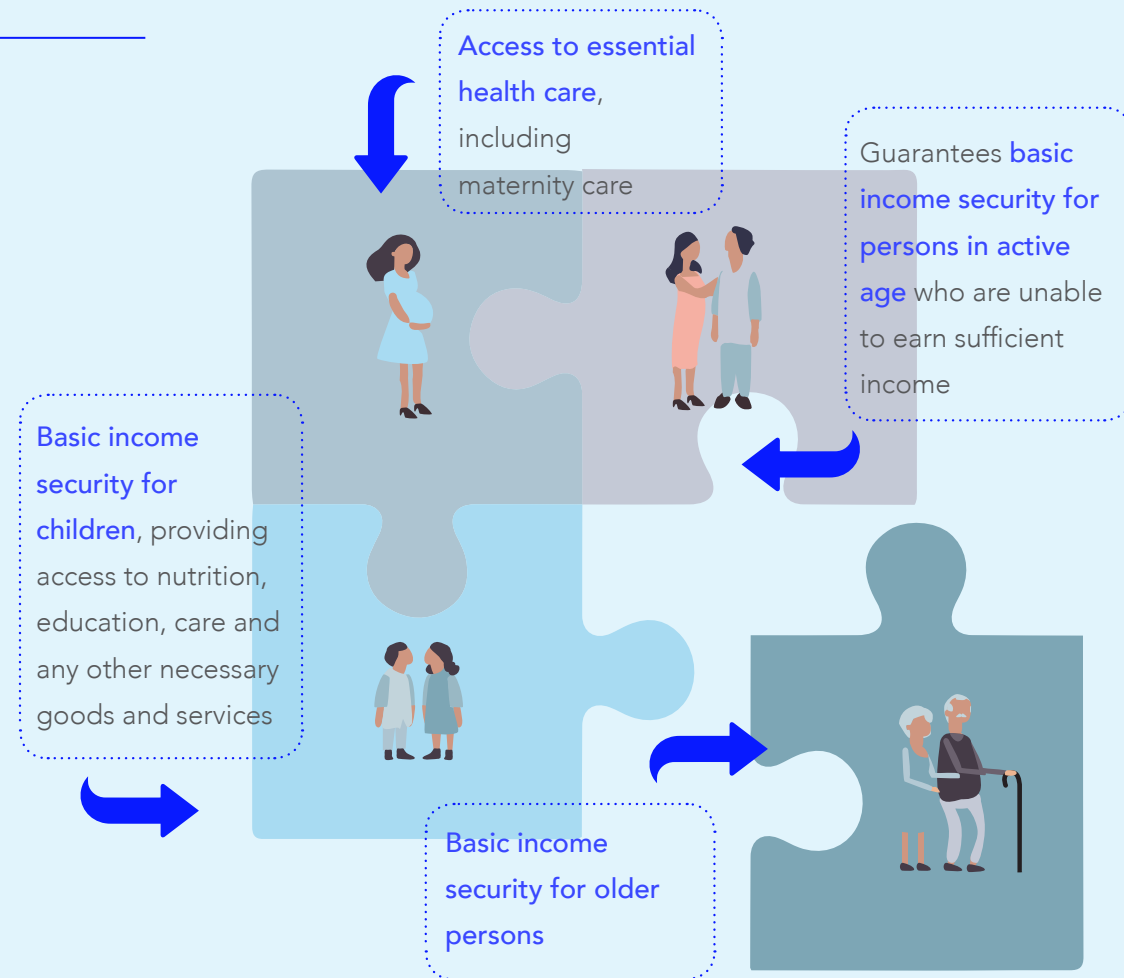 Access to essential
health care,
including
maternity care
Guarantees basic
income security for
persons in active
age who are unable
to earn sufficient
income
Basic income
security for
children, providing
access to nutrition,
education, care and
any other necessary
goods and services
Basic income
security for older
persons